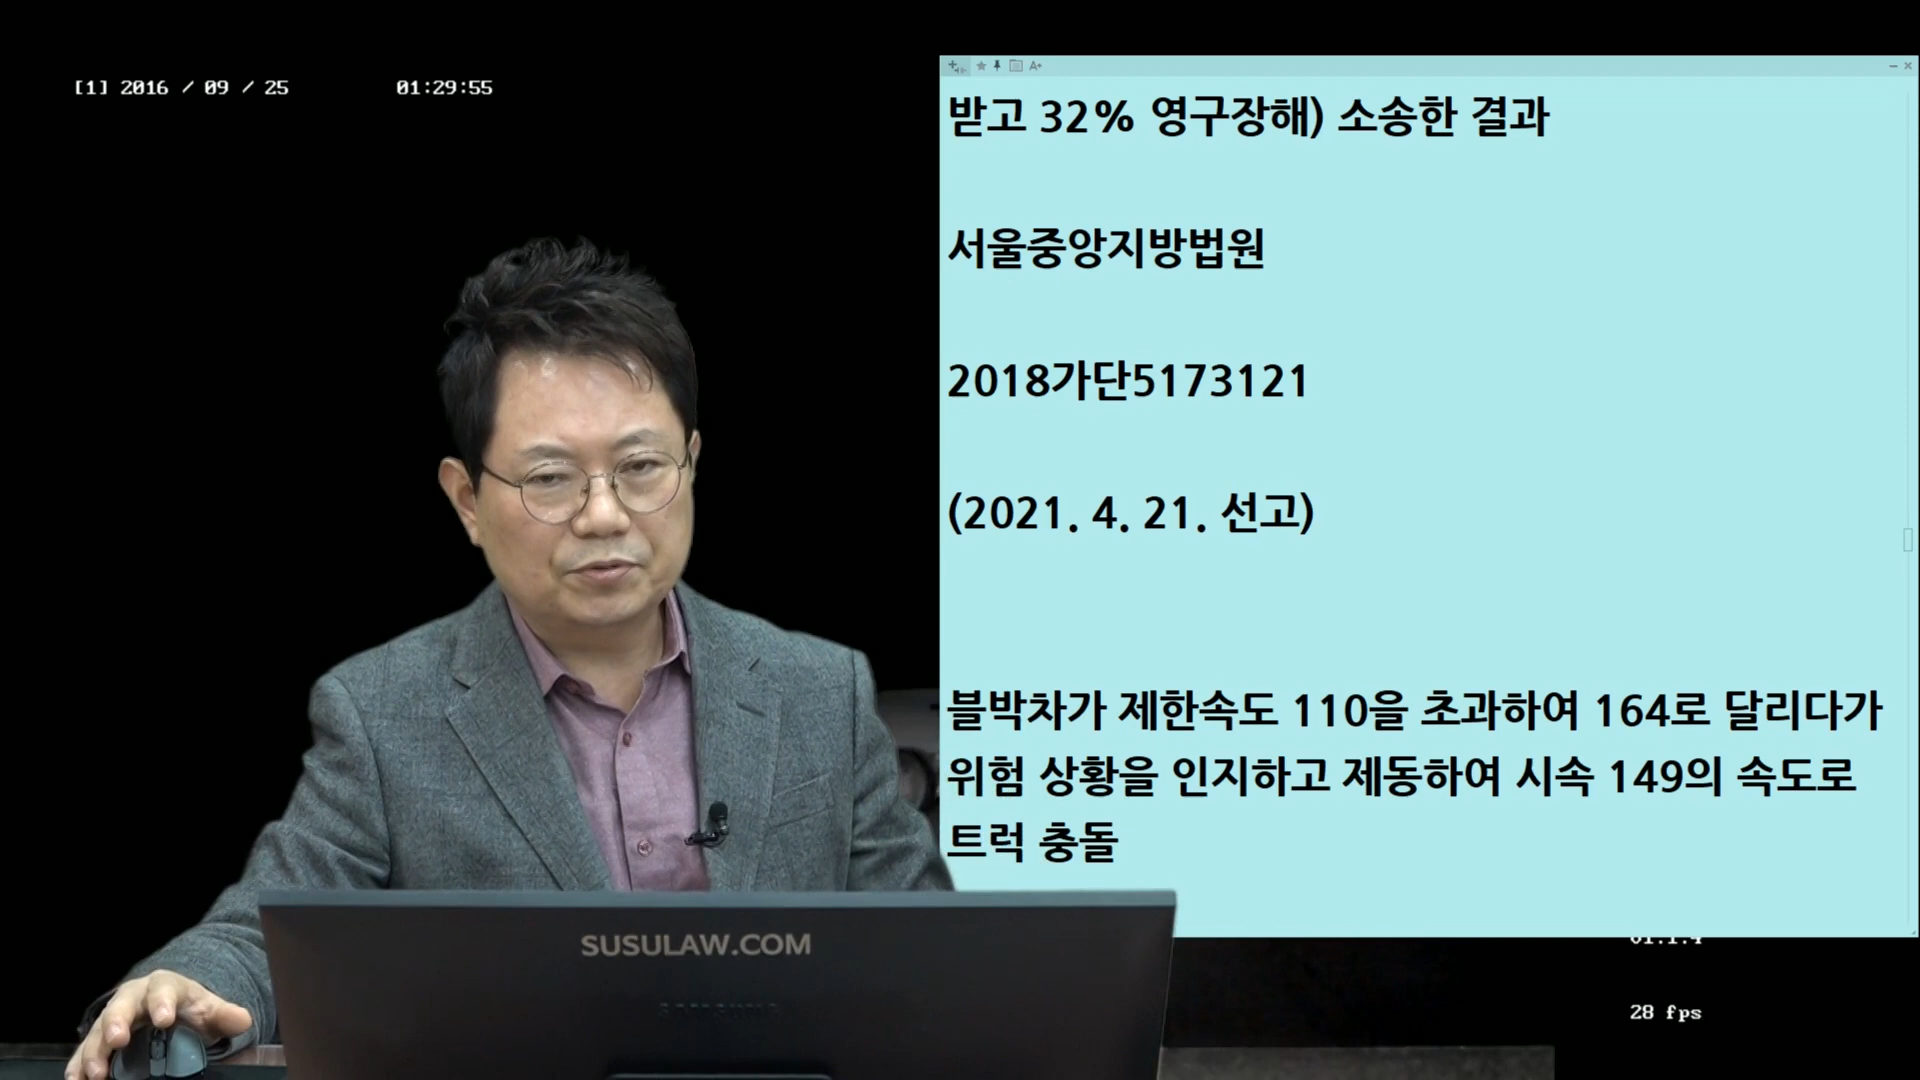 [1] 2016 / 09 / 25 01:29:55
받고 32% 영구장해) 소송한 결과
서울중앙지방법원
2018가단5173121
(2021. 4. 21. 선고)
블박차가 제한속도 110을 초과하여 164로 달리다가
위험 상황을 인지하고 제동하여 시속 149의 속도로
트럭 충돌
SUSULAW.COM
28 fps